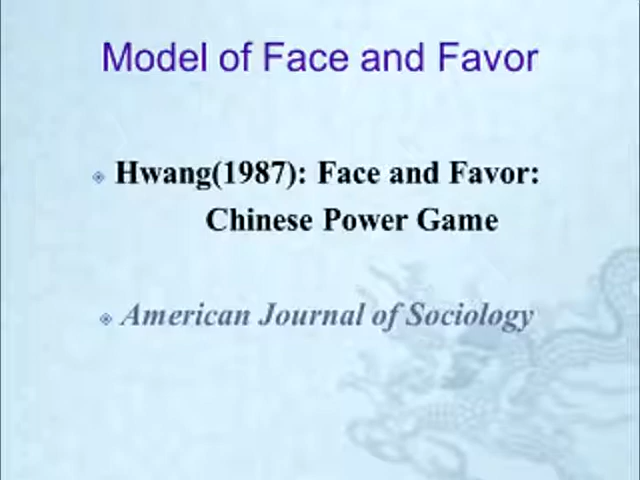 Model of Face and Favor
Hwang(1987): Face and Favor:
Chinese Power Game
American Journal of Sociology